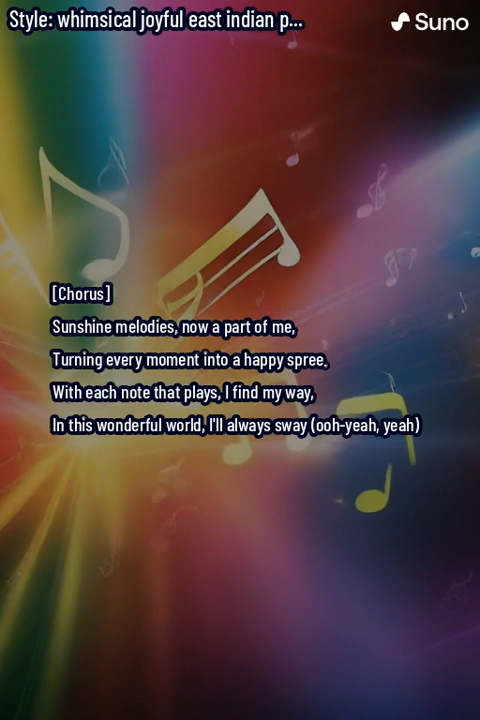 Style: whimsical joyful east indian p...
Suno
[Chorus]
Sunshine melodies, now a part of me,
Turning every moment into a happy spree.
With each note that plays, I find my way,
In this wonderful world, I'll always sway (ooh-yeah, yeah)